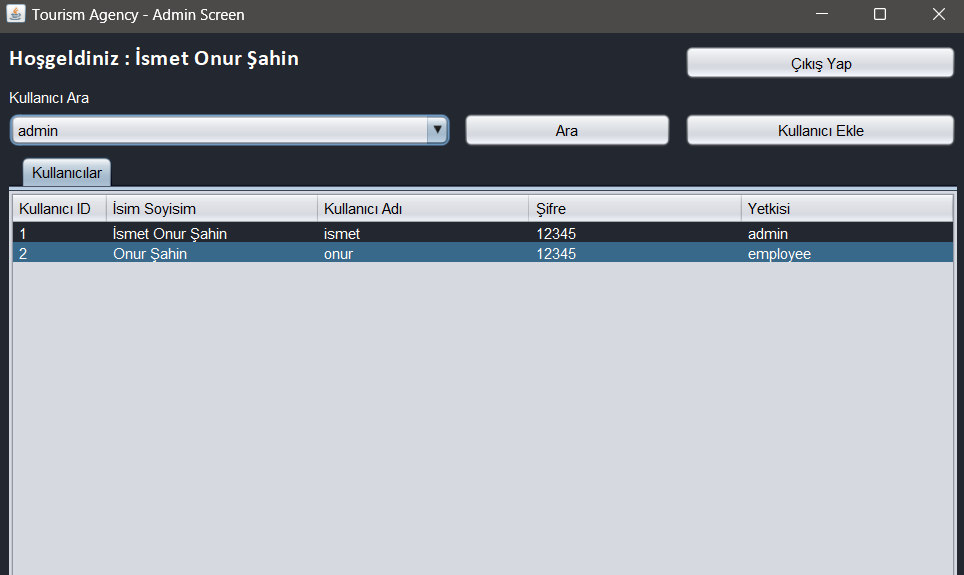 Tourism Agency - Admin Screen
Hoşgeldiniz : İsmet Onur Şahin
Çıkış Yap
Kullanıcı Ara
admin
Ara
Kullanıcı Ekle
Kullanıcılar
Kullanıcı ID İsim Soyisim Kullanıcı Adı Şifre Yetkisi
1 İsmet Onur Şahin ismet 12345 admin
2 Onur Şahin onur 12345 employee